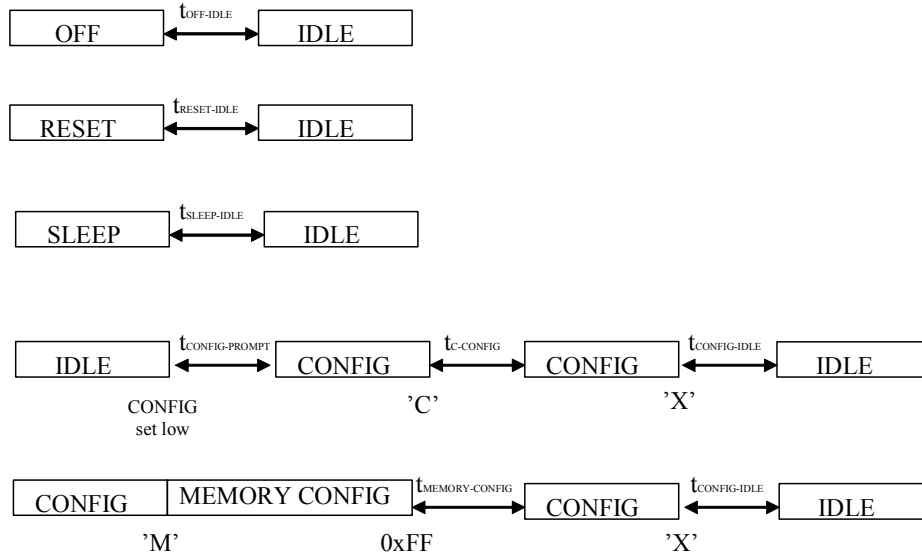 tOFF-IDLE
OFF IDLE
tRESET-IDLE
RESET IDLE
tSLEEP-IDLE
SLEEP IDLE
tCONFIG-PROMPT tC-CONFIG tCONFIG-IDLE
IDLE CONFIG CONFIG IDLE
CONFIG
set low
’C’ ’X’
tMEMORY-CONFIG tCONFIG-IDLE
CONFIG MEMORY CONFIG CONFIG IDLE
’M’ 0xFF ’X’